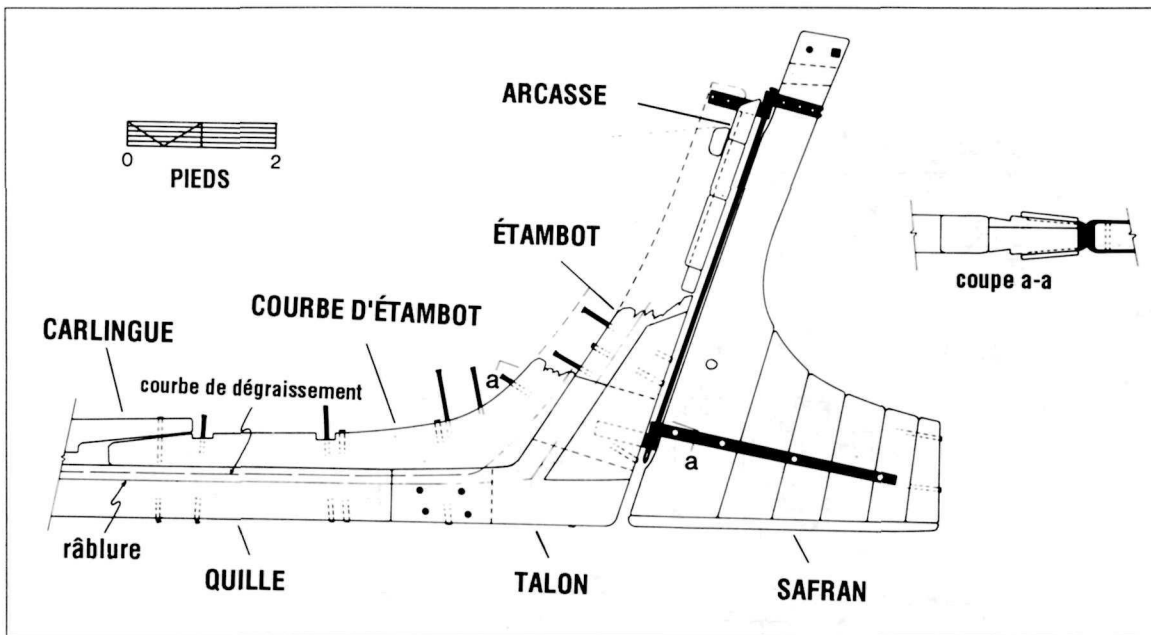 ARCASSE
0 2
PIEDS
ÉTAMBOT
coupe a-a
COURBE D'ÉTAMBOT
CARLINGUE
courbe de dégraissement
a
a
râblure
QUILLE
TALON
SAFRAN